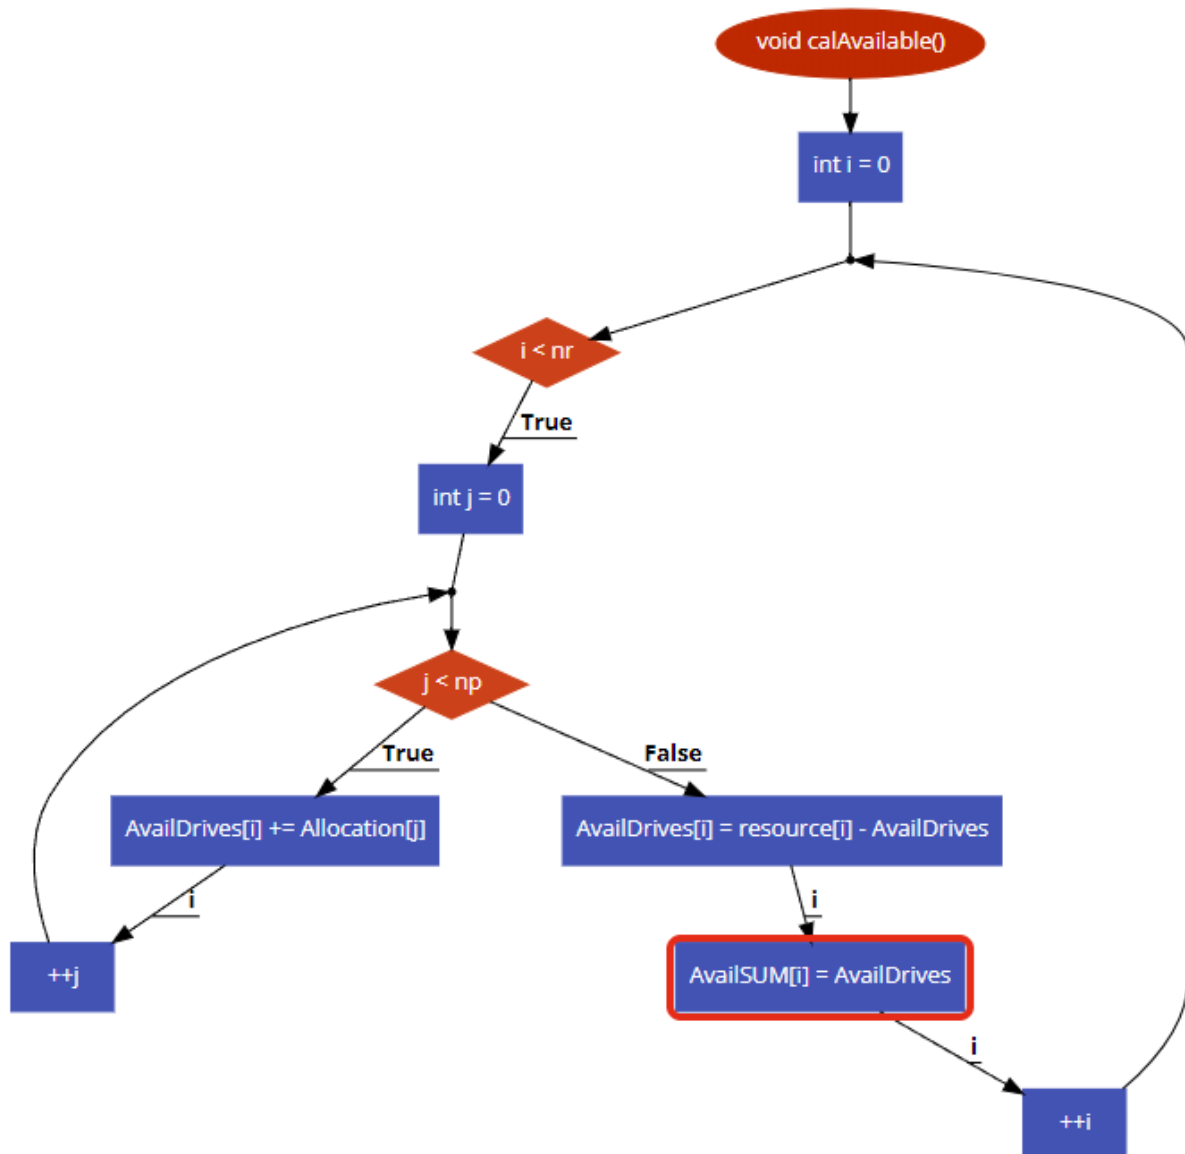 void calAvailable()
int i = 0
i < nr
True
int j = 0
j < np
True
False
AvailDrives[i] += Allocation[j]
AvailDrives[i] = resource[i] - AvailDrives
i
i
++j
AvailSUM[i] = AvailDrives
i
++i